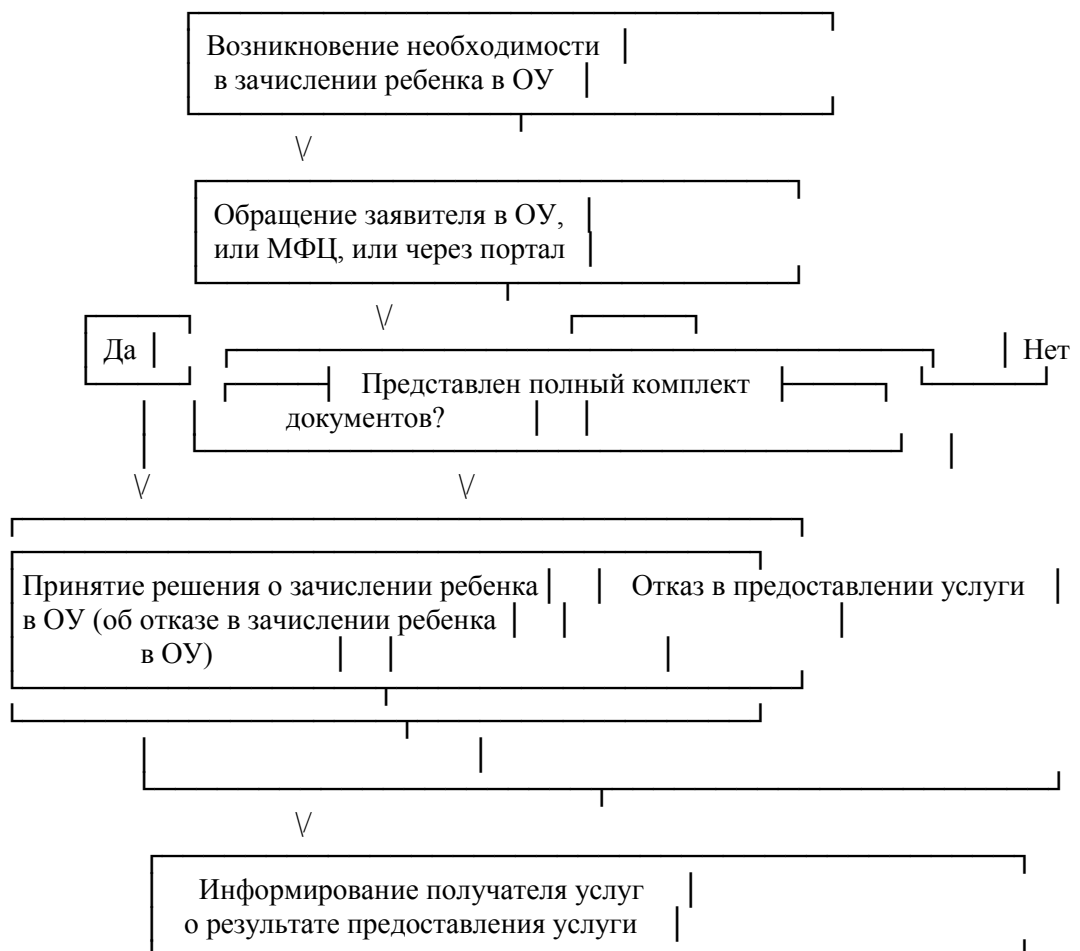 Возникновение необходимости
в зачислении ребенка в ОУ
Обращение заявителя в ОУ,
или МФЦ, или через портал
Да
Нет
Представлен полный комплект
документов?
Принятие решения о зачислении ребенка
в ОУ (об отказе в зачислении ребенка
в ОУ)
Отказ в предоставлении услуги
Информирование получателя услуг
о результате предоставления услуги